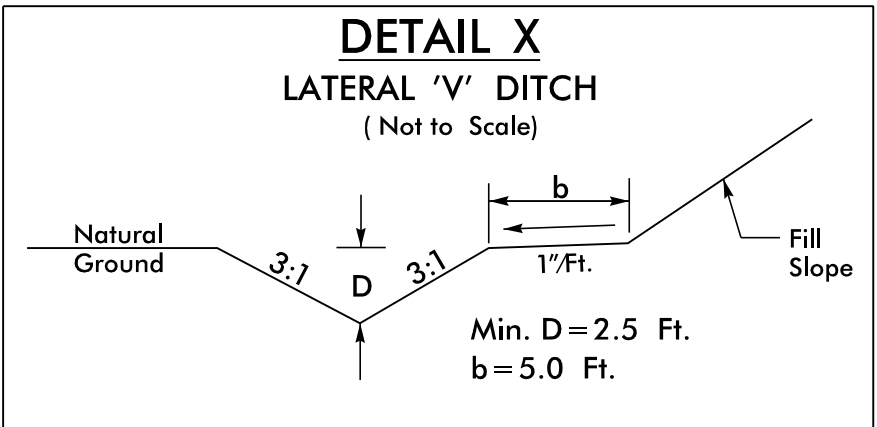 DETAIL X
LATERAL 'V' DITCH
( Not to Scale)
b
Natural
Ground
3:1
D
3:1
1"/Ft.
Fill
Slope
Min. D=2.5 Ft.
b=5.0 Ft.